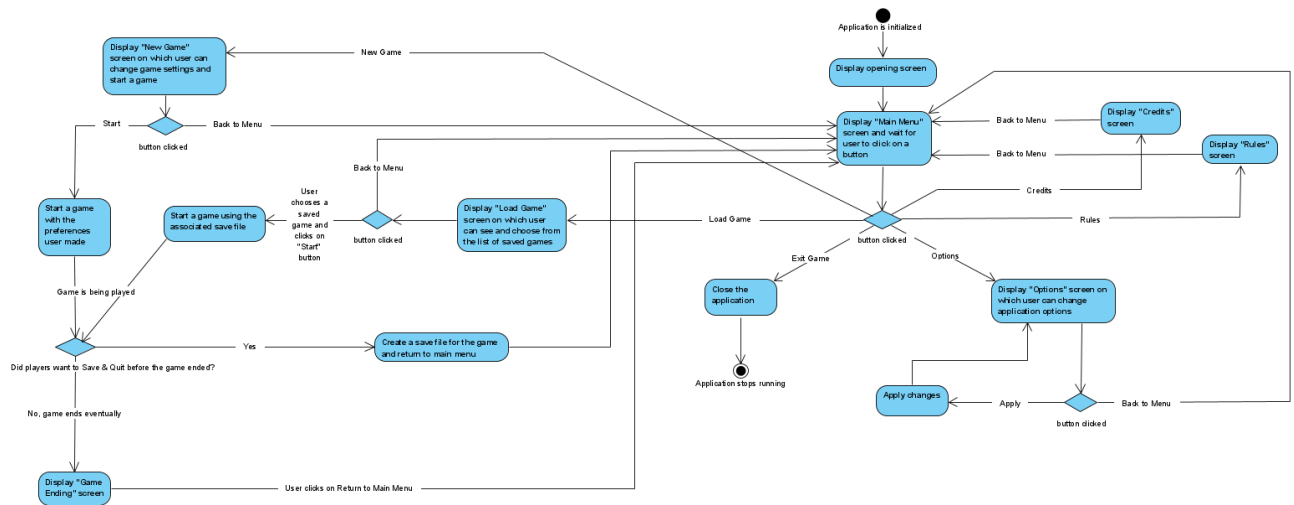 Application is initialized
Display opening screen
Display "New Game"
screen on which user can
change game settings and
start a game
New Game
Display "Main Menu"
screen and wait for
user to click on a
button
Back to Menu
Display "Credits"
screen
Start
Back to Menu
button clicked
Back to Menu
Display "Rules"
screen
Back to Menu
Credits
User
chooses a
saved
game and
clicks on
"Start"
button
Start a game
with the
preferences
user made
Start a game using the
associated save file
button clicked
Display "Load Game"
screen on which user
can see and choose from
the list of saved games
Load Game
button clicked
Rules
Exit Game
Options
Close the
application
Display "Options" screen on
which user can change
application options
Game is being played
Yes
Create a save file for the game
and return to main menu
Did players want to Save & Quit before the game ended?
Application stops running
Apply changes
Apply
Back to Menu
button clicked
No, game ends eventually
Display "Game
Ending" screen
User clicks on Return to Main Menu